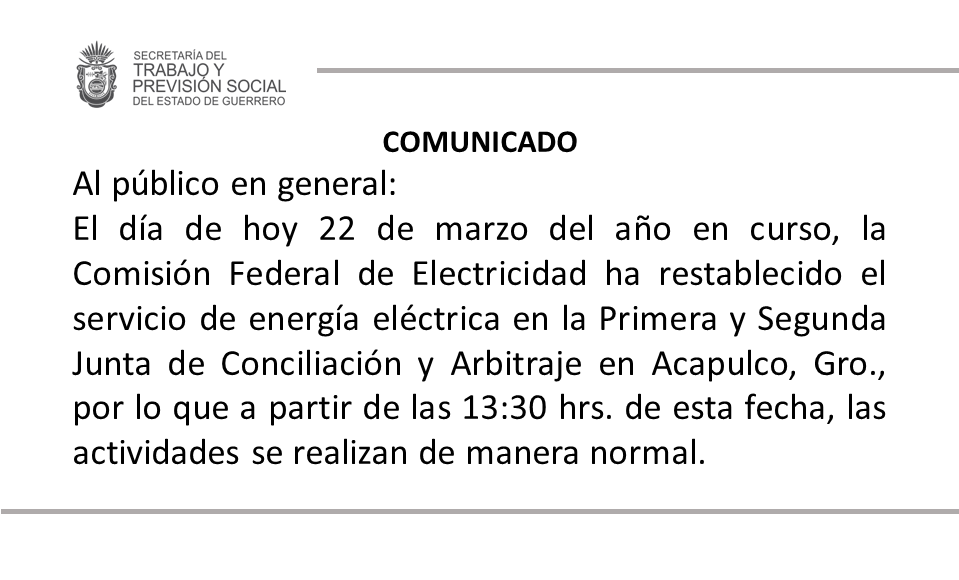 SECRETARÍA DEL
TRABAJO Y
PREVISIÓN SOCIAL
DEL ESTADO DE GUERRERO
COMUNICADO
Al público en general:
El día de hoy 22 de marzo del año en curso, la
Comisión Federal de Electricidad ha restablecido el
servicio de energía eléctrica en la Primera y Segunda
Junta de Conciliación y Arbitraje en Acapulco, Gro.,
por lo que a partir de las 13:30 hrs. de esta fecha, las
actividades se realizan de manera normal.